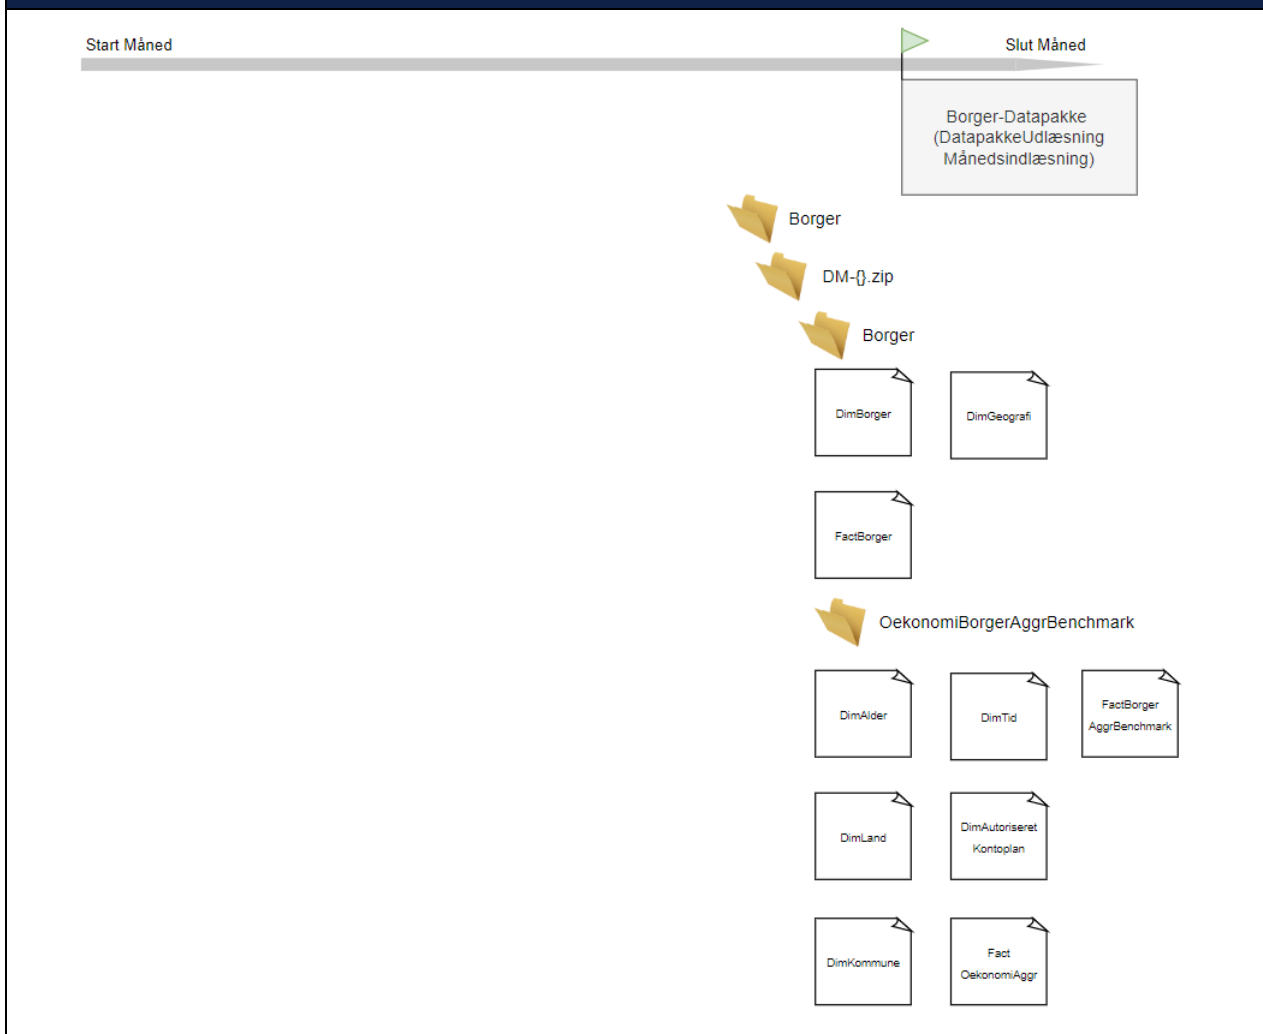 Start Måned
Slut Måned
Borger-Datapakke
(DatapakkeUdlæsning
Månedsindlæsning)
Borger
DM-{}.zip
Borger
DimBorger
DimGeografi
FactBorger
OekonomiBorgerAggrBenchmark
DimAlder
DimTid
FactBorger
AggrBenchmark
DimLand
DimAutoriseret
Kontoplan
DimKommune
Fact
OekonomiAggr